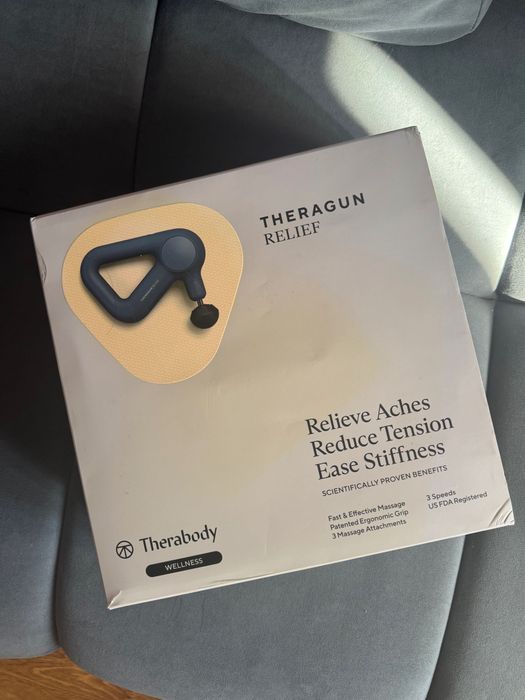 THERAGUN
RELIEF
Relieve Aches
Reduce Tension
Ease Stiffness
SCIENTIFICALLY PROVEN BENEFITS
Fast & Effective Massage
Patented Ergonomic Grip
3 Massage Attachments
3 Speeds
US FDA Registered
Therabody
WELLNESS